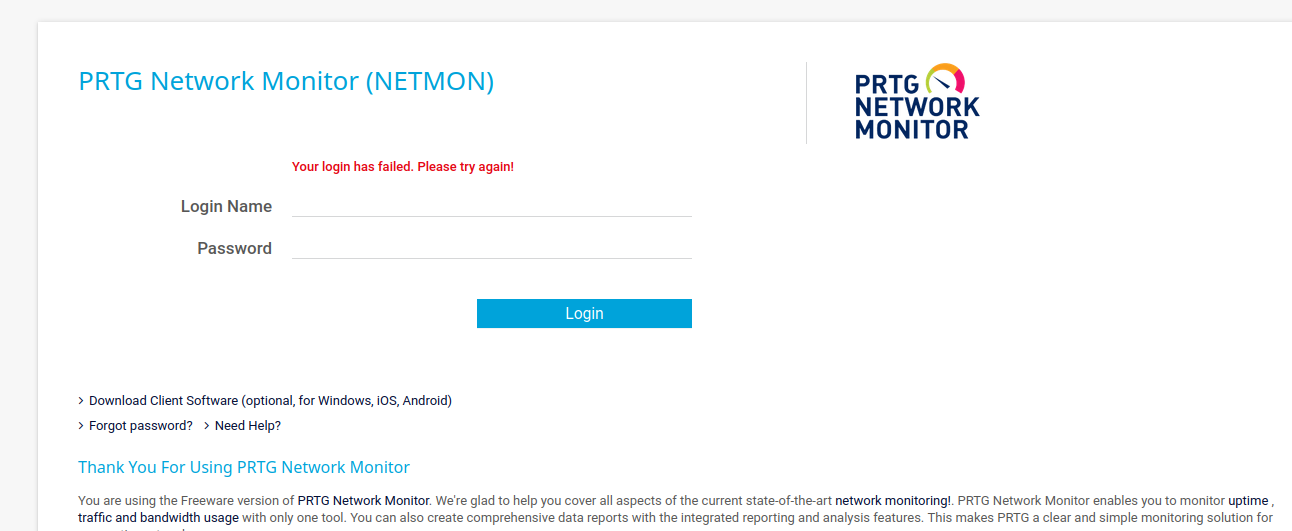 PRTG Network Monitor (NETMON)
PRTG
NETWORK
MONITOR
Your login has failed. Please try again!
Login Name
Password
Login
Download Client Software (optional, for Windows, iOS, Android)
Forgot password? Need Help?
Thank You For Using PRTG Network Monitor
You are using the Freeware version of PRTG Network Monitor. We're glad to help you cover all aspects of the current state-of-the-art network monitoring!. PRTG Network Monitor enables you to monitor uptime ,
traffic and bandwidth usage with only one tool. You can also create comprehensive data reports with the integrated reporting and analysis features. This makes PRTG a clear and simple monitoring solution for